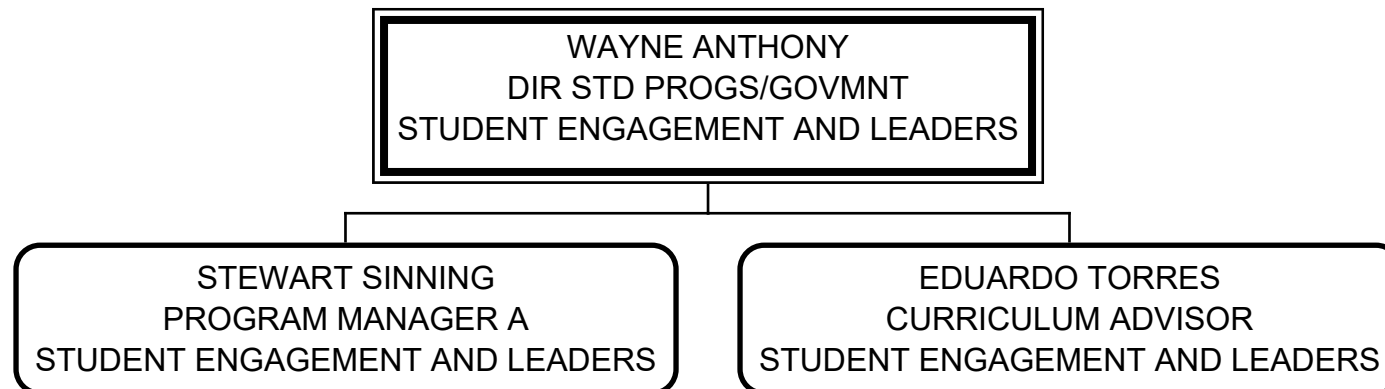 WAYNE ANTHONY
DIR STD PROGS/GOVMNT
STUDENT ENGAGEMENT AND LEADERS
STEWART SINNING
PROGRAM MANAGER A
STUDENT ENGAGEMENT AND LEADERS
EDUARDO TORRES
CURRICULUM ADVISOR
STUDENT ENGAGEMENT AND LEADERS